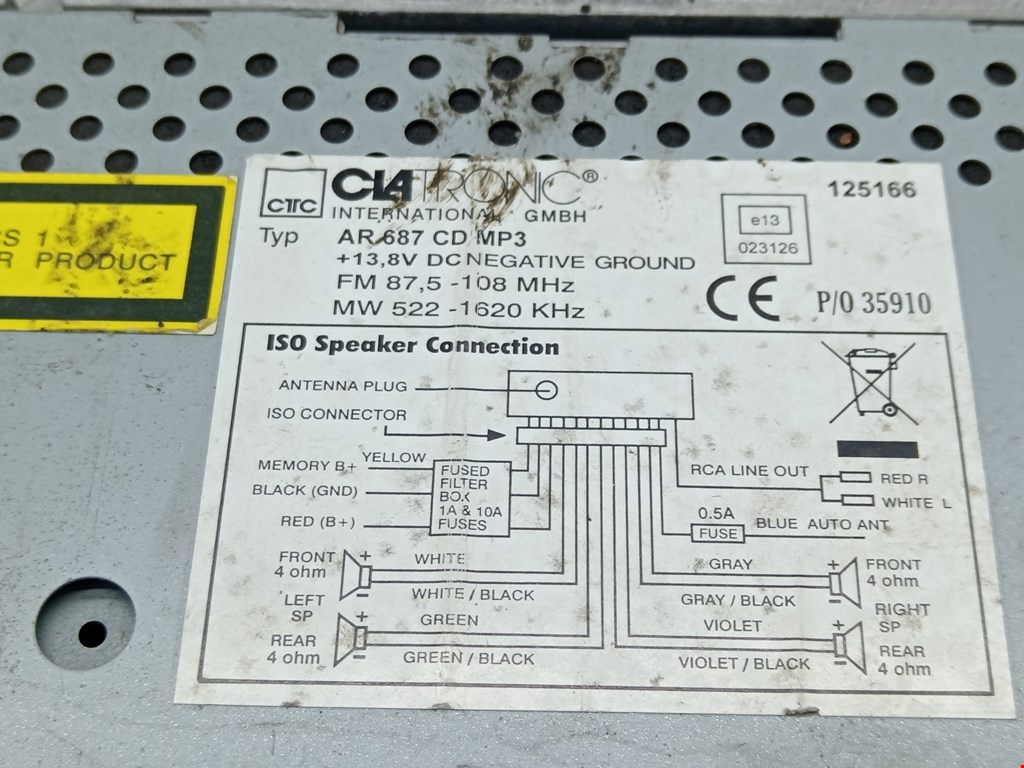 SS 1
R PRODUCT
CTC
CLATRONIC®
INTERNATIONAL GMBH
Typ AR 687 CD MP3
+13,8V DC NEGATIVE GROUND
FM 87,5 -108 MHz
MW 522 -1620 KHz
125166
e13
023126
CE
P/O 35910
ISO Speaker Connection
ANTENNA PLUG
ISO CONNECTOR
MEMORY B+
YELLOW
BLACK (GND)
RED (B+)
FUSED
FILTER
BOX
1A & 10A
FUSES
RCA LINE OUT
RED R
WHITE L
0.5A
FUSE
BLUE AUTO ANT
FRONT
4 ohm
+
-
WHITE
WHITE / BLACK
LEFT
SP
REAR
4 ohm
+
-
GREEN
GREEN / BLACK
GRAY
GRAY / BLACK
+
-
FRONT
4 ohm
RIGHT
SP
VIOLET
VIOLET / BLACK
+
-
REAR
4 ohm